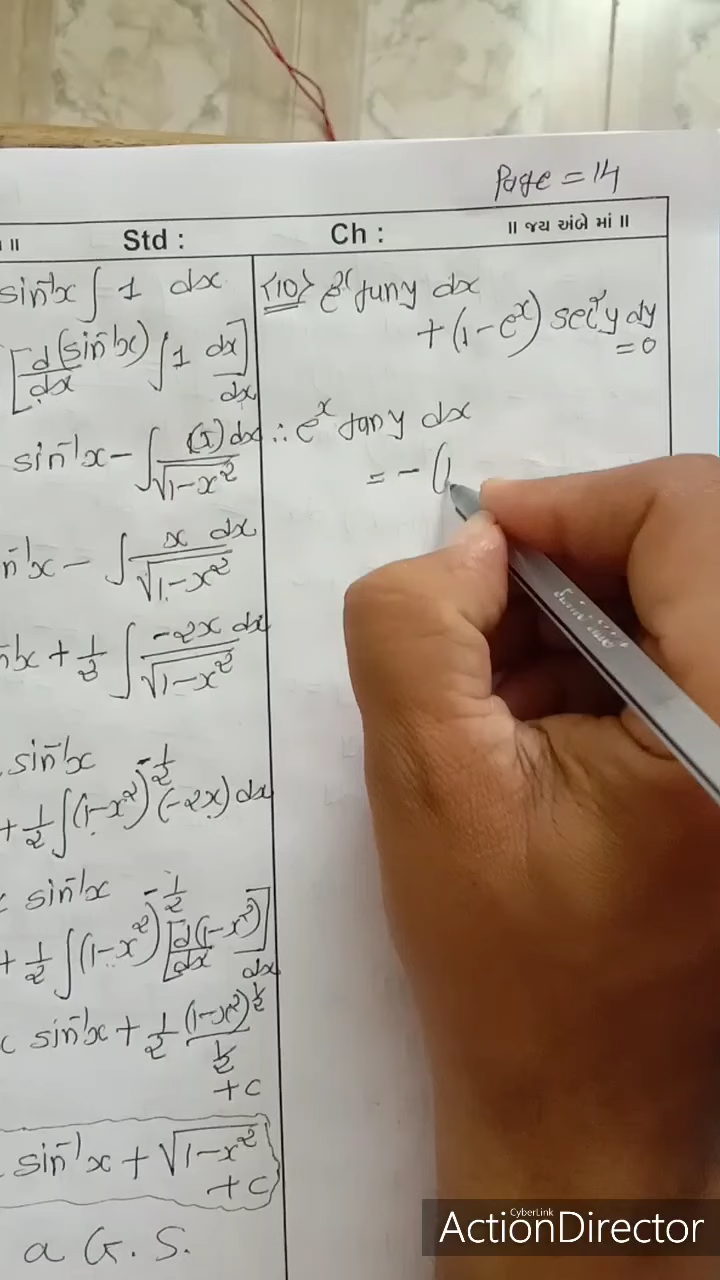 Page = 14
॥ Std : Ch : ॥ જય અંબે માં ॥
sin⁻¹x ∫ 1 dx
[d(sin⁻¹x)/dx ∫ 1 dx] dx
sin⁻¹x − ∫ (x) dx/√1−x²
n⁻¹x − ∫ x dx/√1−x²
n⁻¹x + 1/2 ∫ −2x dx/√1−x²
sin⁻¹x
+ 1/2 ∫ (1−x²)^−1/2 (−2x) dx
sin⁻¹x
+ 1/2 ∫ (1−x²)^−1/2 [d(1−x²)/dx] dx
sin⁻¹x + 1/2 (1−x²)^1/2 / 1/2
+ c
sin⁻¹x + √1−x²
+ c
a G. S.
<10> eˣ tan y dx
+ (1 − eˣ) sec²y dy
= 0
∴ eˣ tan y dx
= − (1
CyberLink
ActionDirector